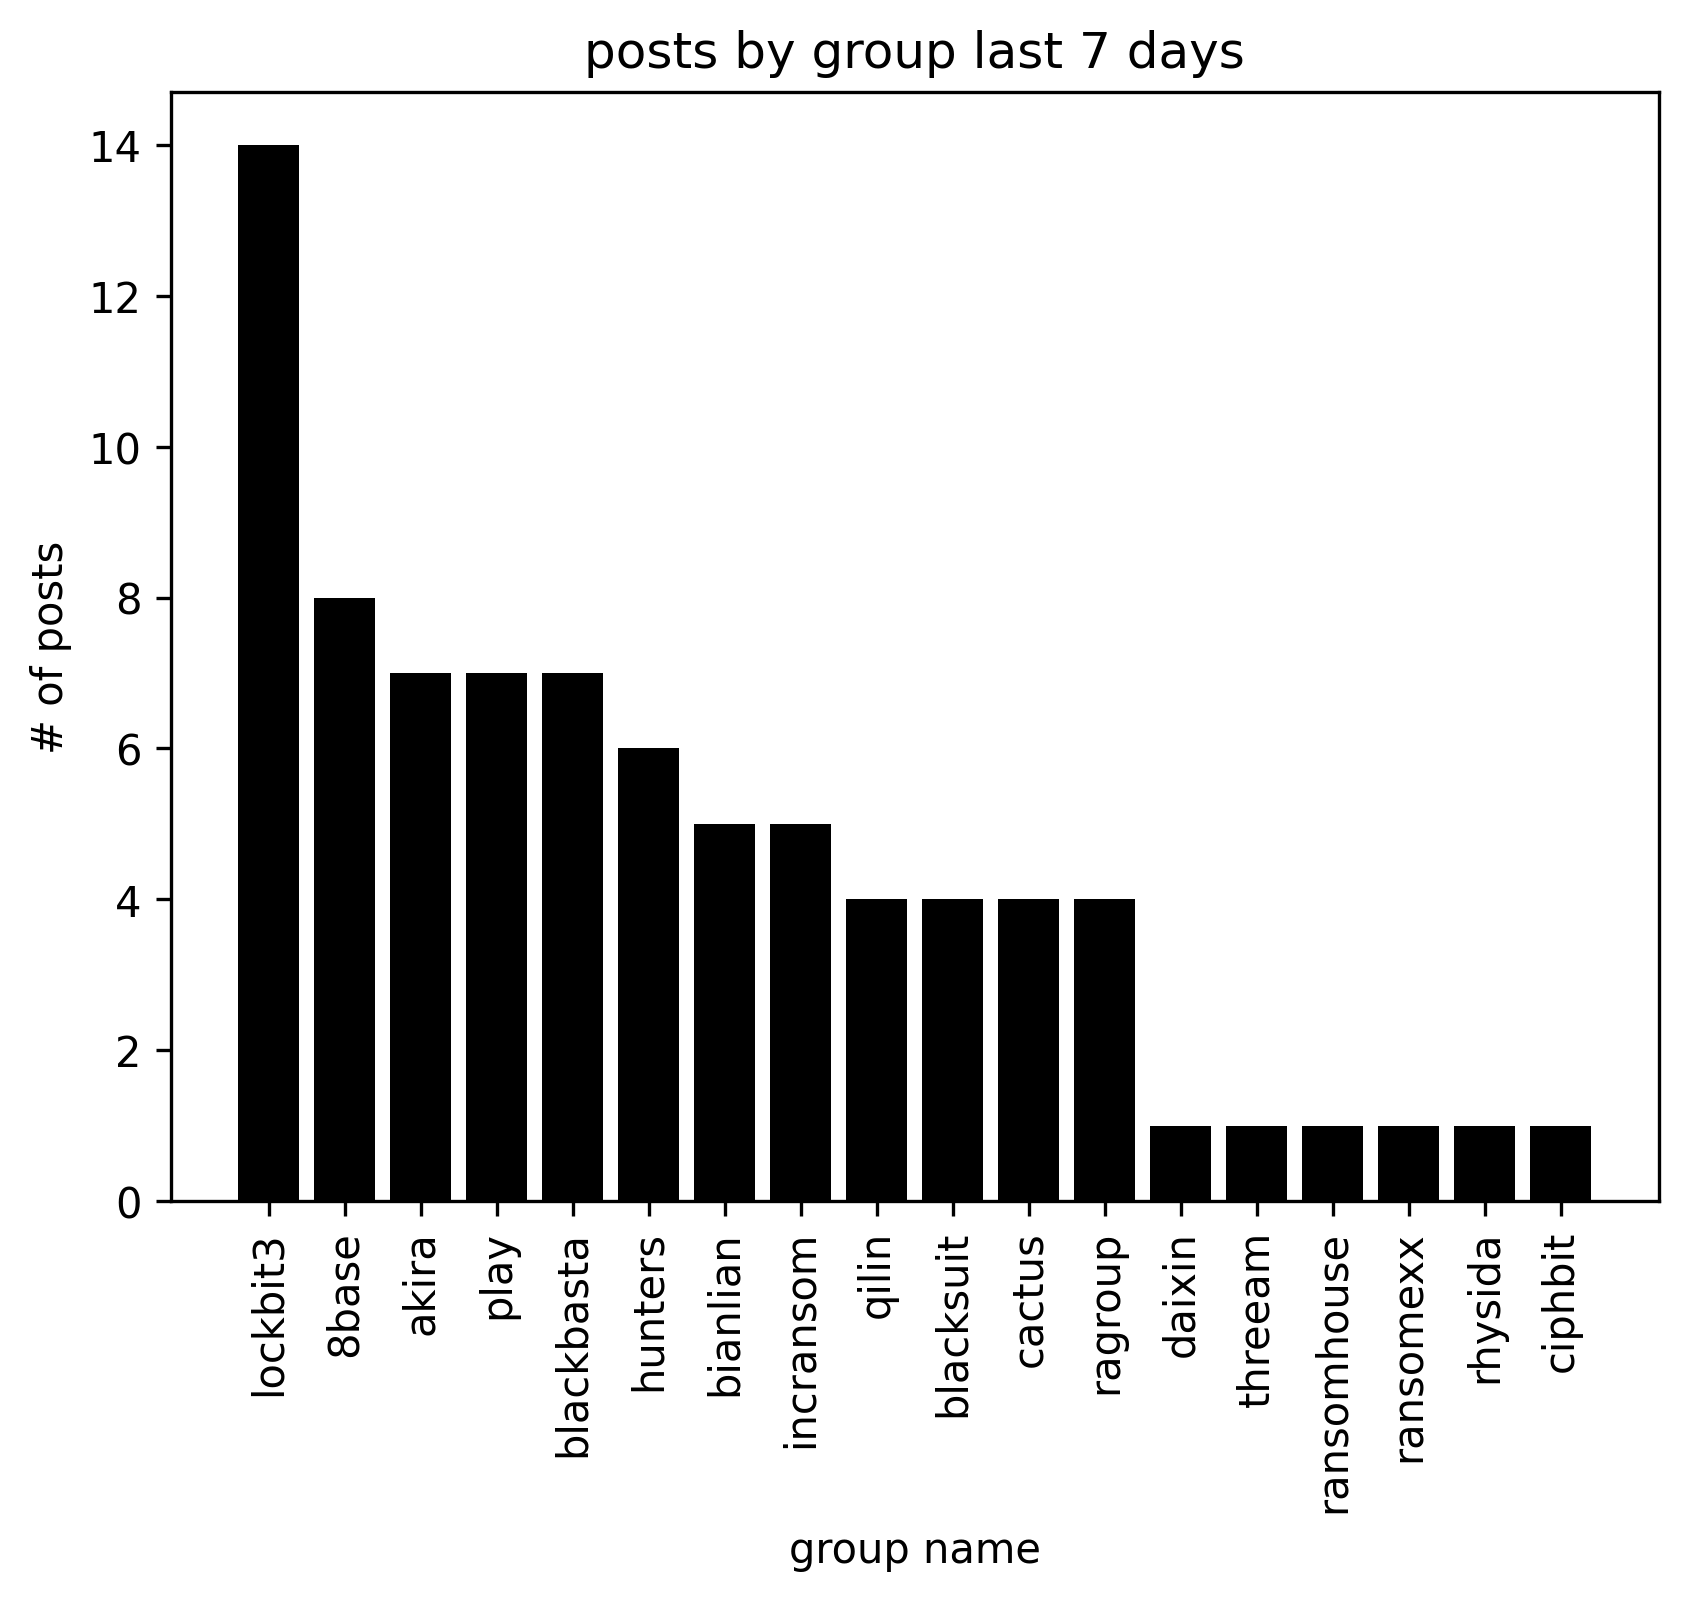 posts by group last 7 days
# of posts
14
12
10
8
6
4
2
0
lockbit3
8base
akira
play
blackbasta
hunters
bianlian
incransom
qilin
blacksuit
cactus
ragroup
daixin
threeam
ransomhouse
ransomexx
rhysida
ciphbit
group name